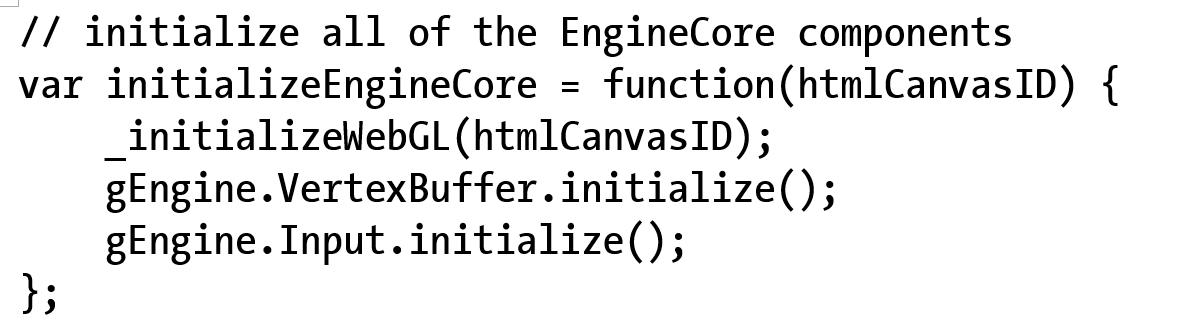 // initialize all of the EngineCore components
var initializeEngineCore = function(htmlCanvasID) {
    _initializeWebGL(htmlCanvasID);
    gEngine.VertexBuffer.initialize();
    gEngine.Input.initialize();
};